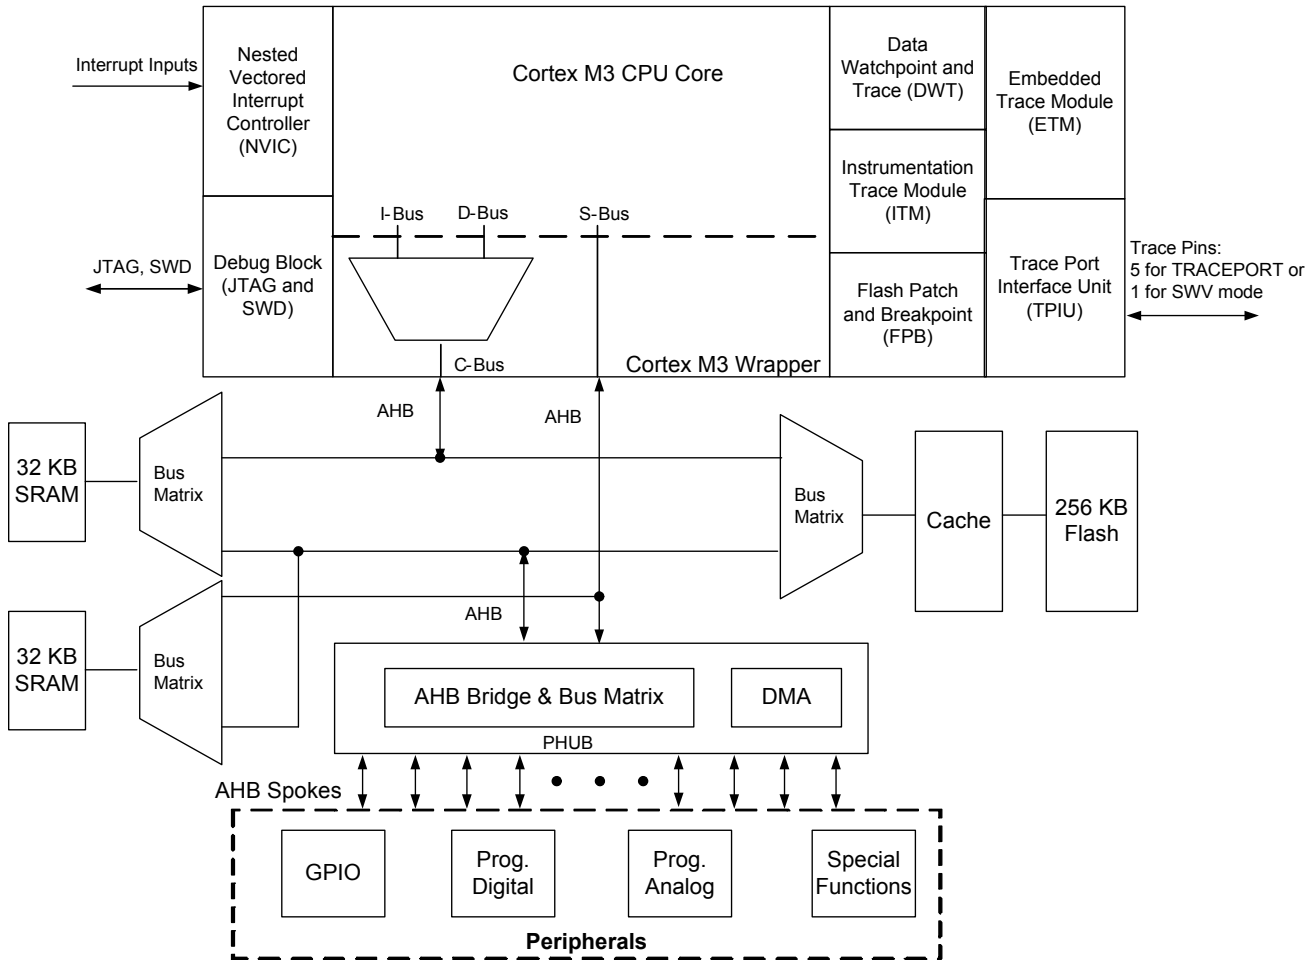 Interrupt Inputs
Nested
Vectored
Interrupt
Controller
(NVIC)
Cortex M3 CPU Core
Data
Watchpoint and
Trace (DWT)
Embedded
Trace Module
(ETM)
Instrumentation
Trace Module
(ITM)
I-Bus
D-Bus
S-Bus
JTAG, SWD
Debug Block
(JTAG and
SWD)
Flash Patch
and Breakpoint
(FPB)
Trace Port
Interface Unit
(TPIU)
Trace Pins:
5 for TRACEPORT or
1 for SWV mode
C-Bus
Cortex M3 Wrapper
AHB
AHB
32 KB
SRAM
Bus
Matrix
Bus
Matrix
Cache
256 KB
Flash
AHB
32 KB
SRAM
Bus
Matrix
AHB Bridge & Bus Matrix
DMA
PHUB
AHB Spokes
GPIO
Prog.
Digital
Prog.
Analog
Special
Functions
Peripherals